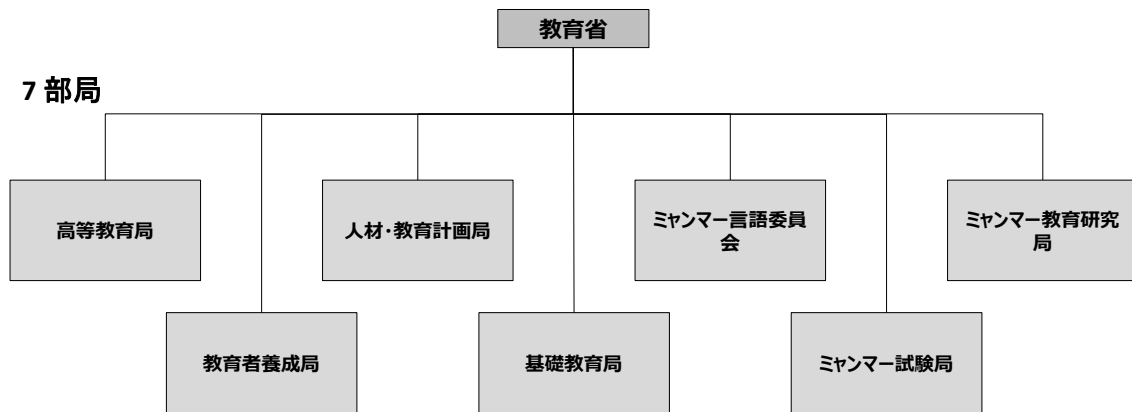 教育省
7 部局
高等教育局
人材・教育計画局
ミャンマー言語委員
会
ミャンマー教育研究
局
教育者養成局
基礎教育局
ミャンマー試験局